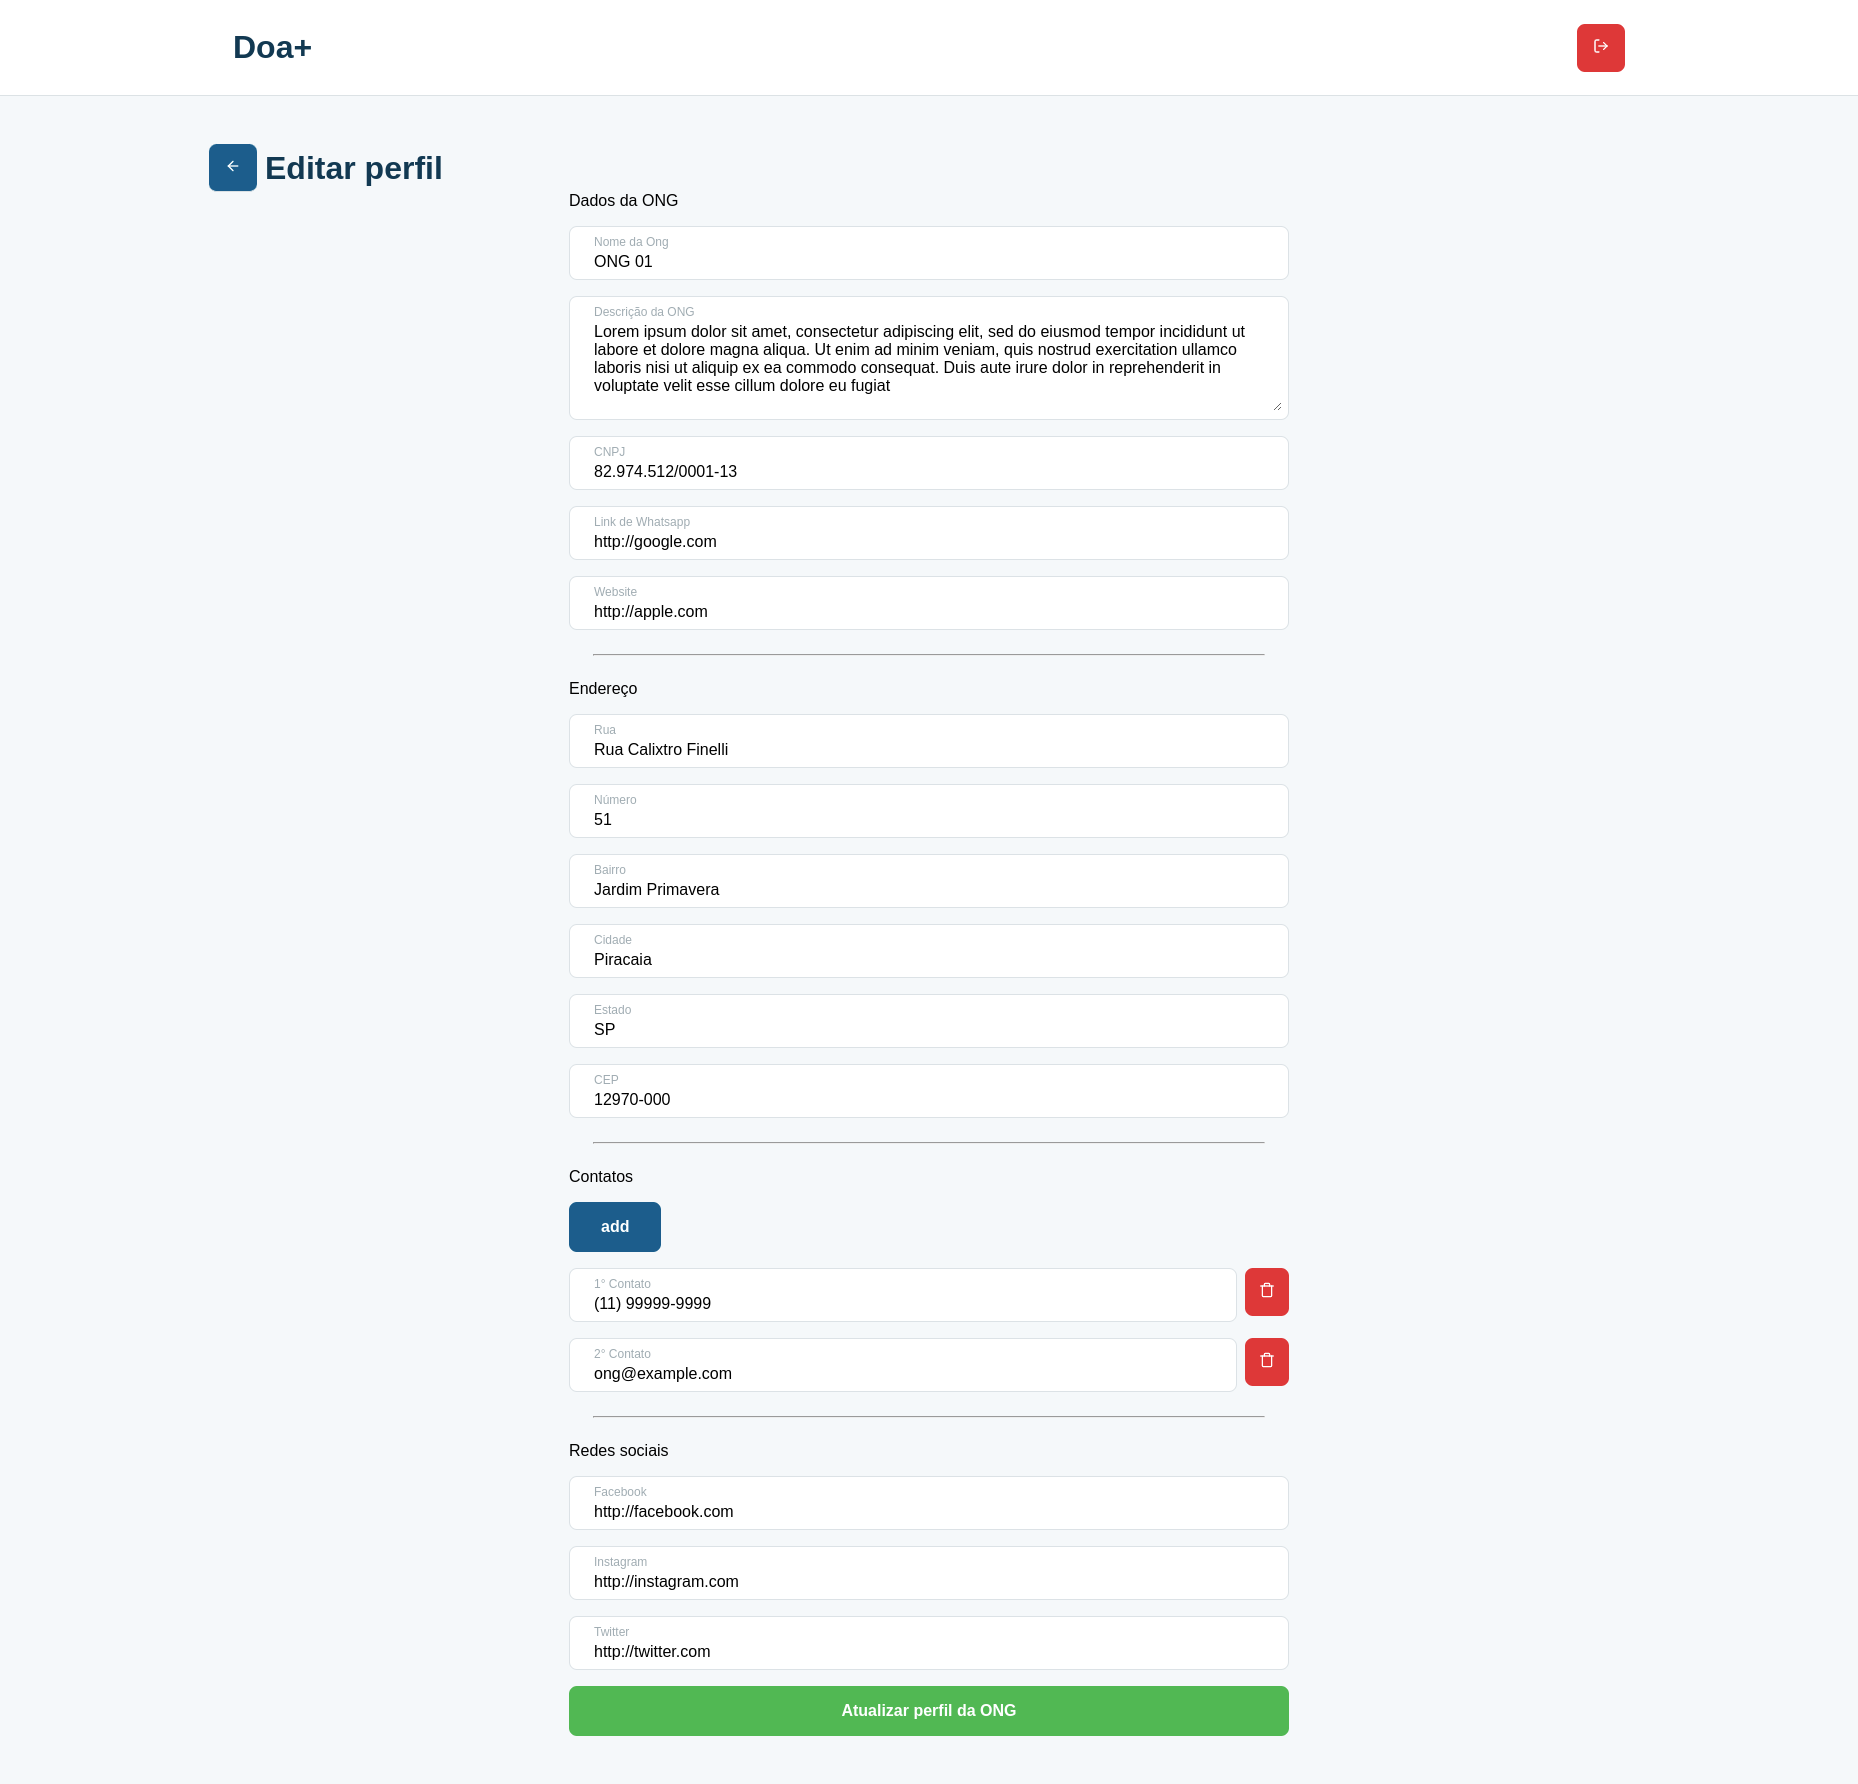 Doa+
Editar perfil
Dados da ONG
Nome da Ong
ONG 01
Descrição da ONG
Lorem ipsum dolor sit amet, consectetur adipiscing elit, sed do eiusmod tempor incididunt ut
labore et dolore magna aliqua. Ut enim ad minim veniam, quis nostrud exercitation ullamco
laboris nisi ut aliquip ex ea commodo consequat. Duis aute irure dolor in reprehenderit in
voluptate velit esse cillum dolore eu fugiat
CNPJ
82.974.512/0001-13
Link de Whatsapp
http://google.com
Website
http://apple.com
Endereço
Rua
Rua Calixtro Finelli
Número
51
Bairro
Jardim Primavera
Cidade
Piracaia
Estado
SP
CEP
12970-000
Contatos
add
1° Contato
(11) 99999-9999
2° Contato
ong@example.com
Redes sociais
Facebook
http://facebook.com
Instagram
http://instagram.com
Twitter
http://twitter.com
Atualizar perfil da ONG